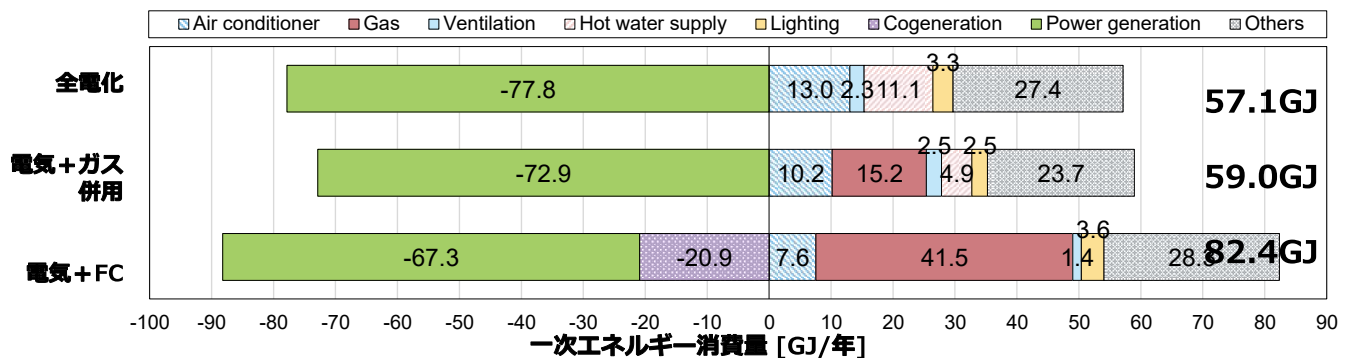 Air conditioner Gas Ventilation Hot water supply Lighting Cogeneration Power generation Others
全電化
-77.8 13.0 2.3 11.1 3.3 27.4 57.1GJ
電気＋ガス
併用
-72.9 10.2 15.2 2.5 4.9 2.5 23.7 59.0GJ
電気＋FC
-67.3 -20.9 7.6 41.5 1.4 3.6 82.4GJ
-100 -90 -80 -70 -60 -50 -40 -30 -20 -10 0 10 20 30 40 50 60 70 80 90
一次エネルギー消費量 [GJ/年]